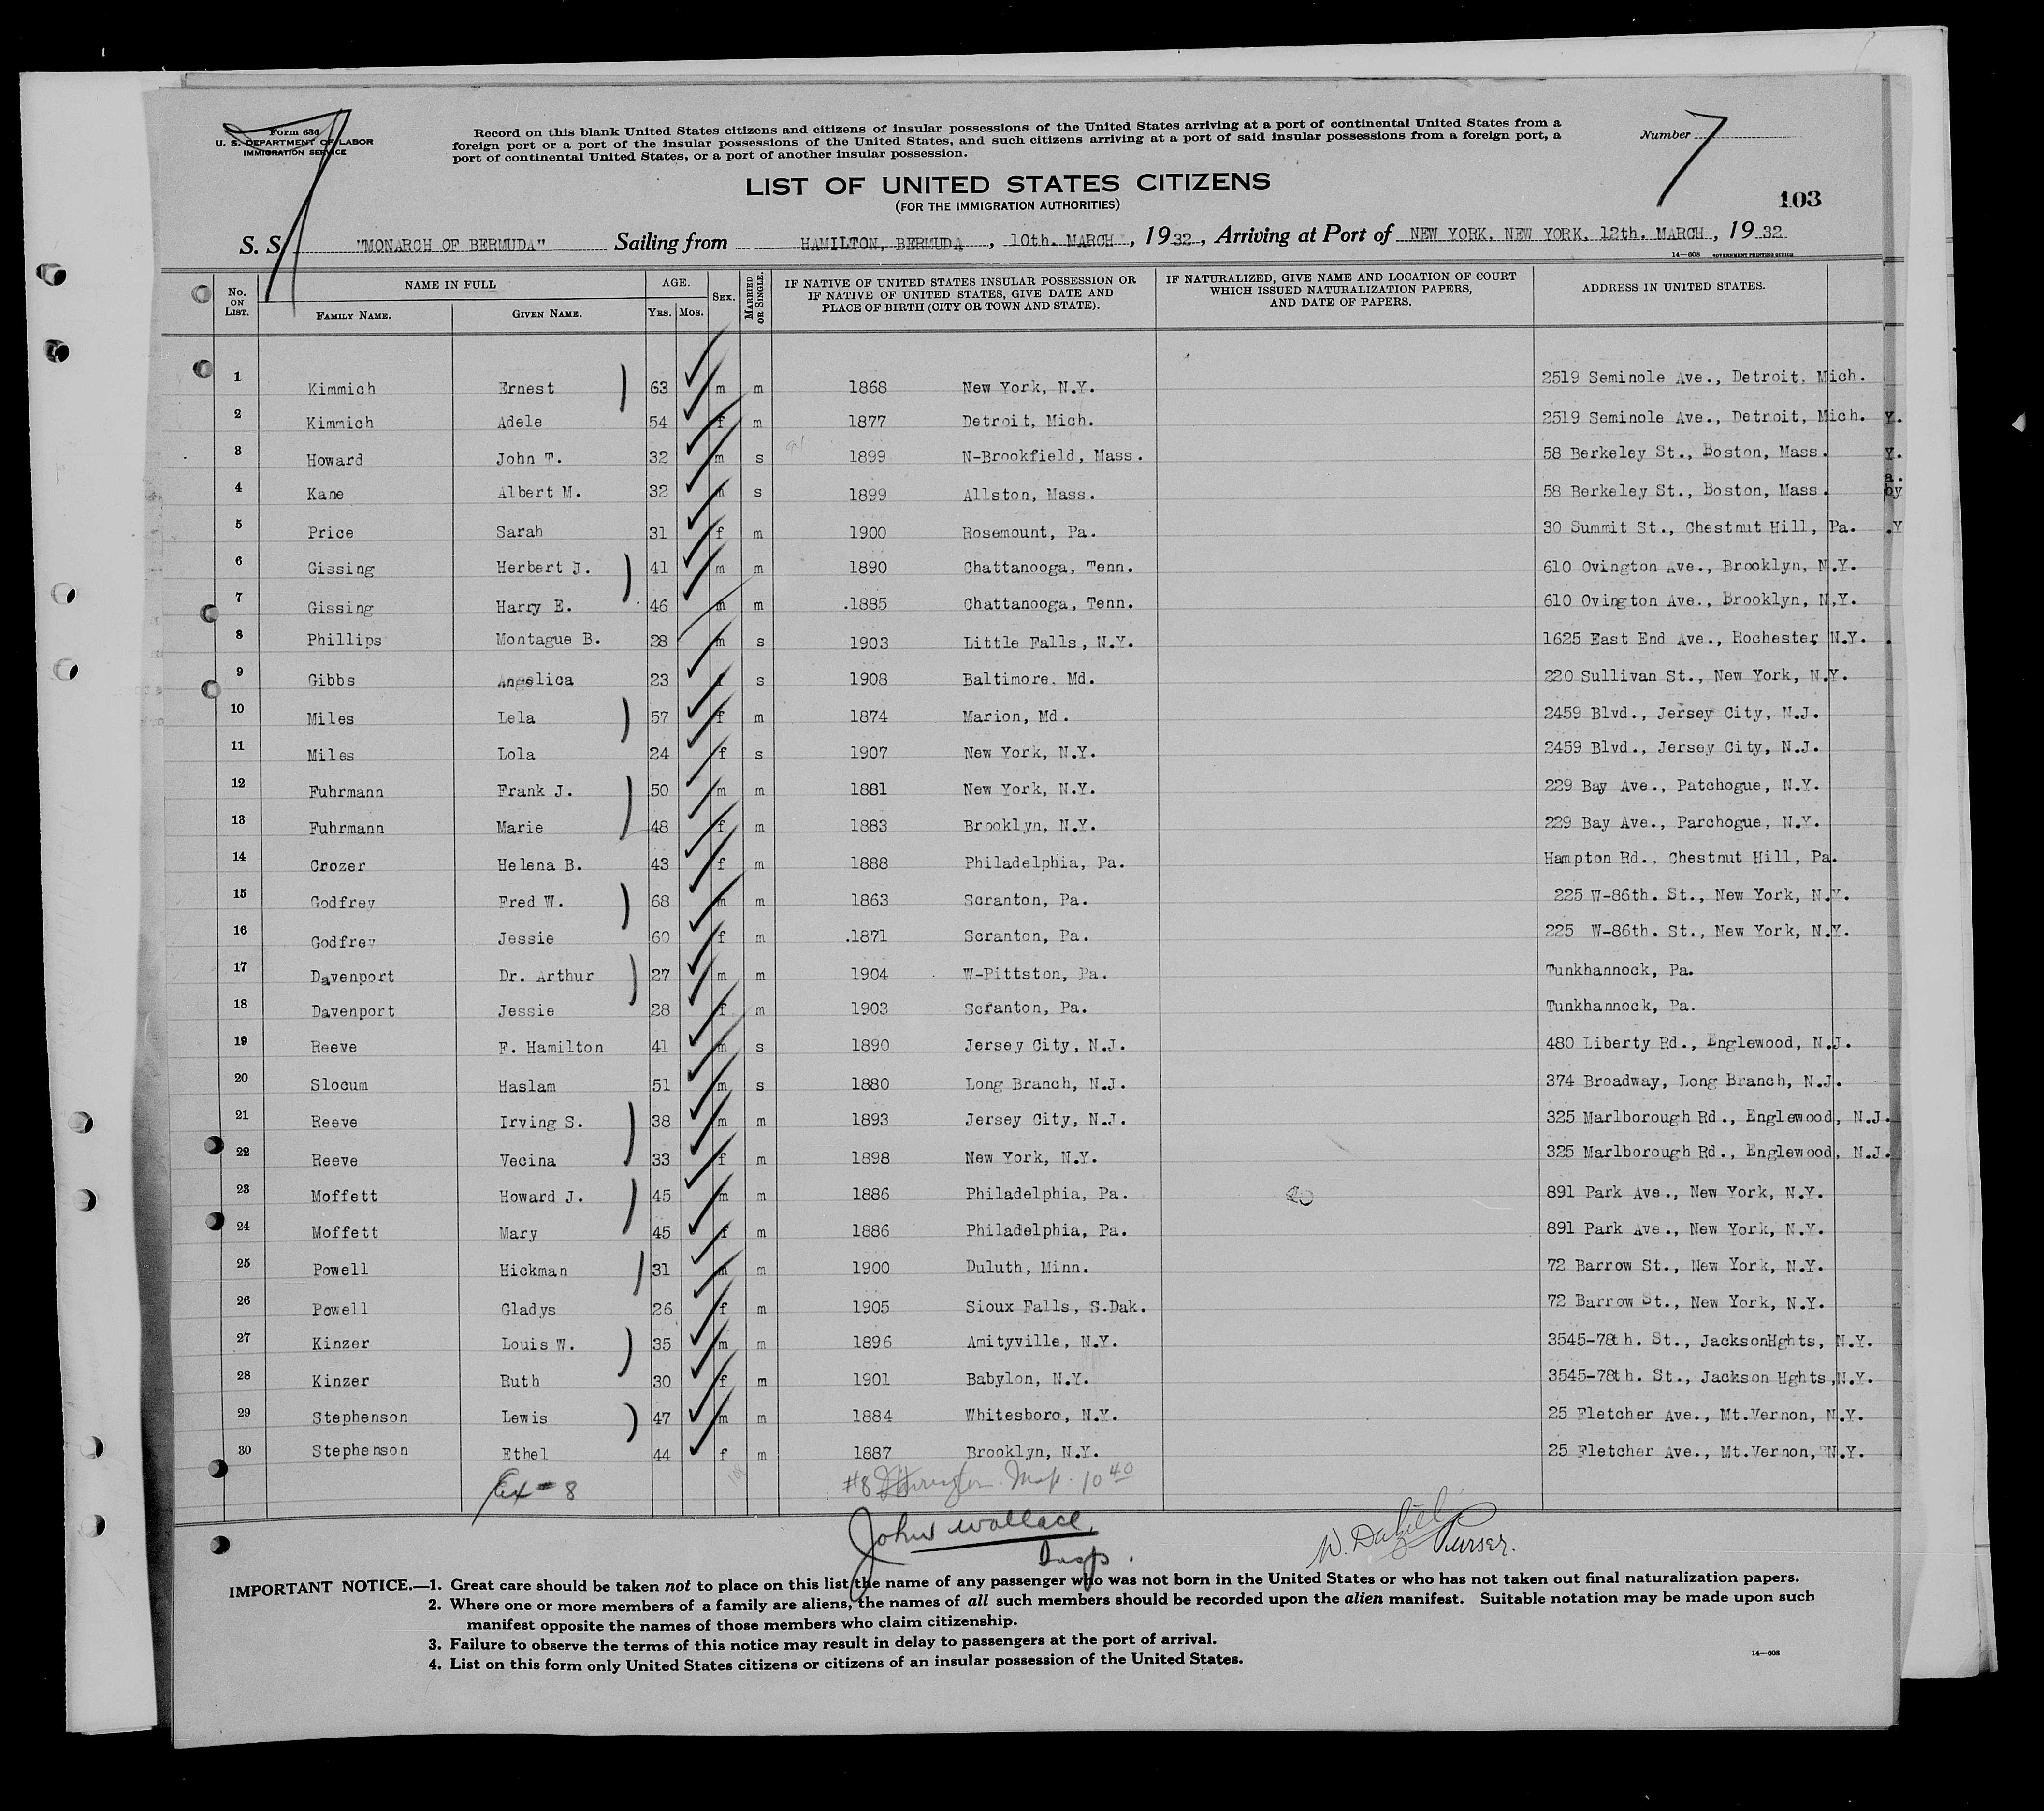 Form 630
U. S. DEPARTMENT OF LABOR
IMMIGRATION SERVICE
7
Record on this blank United States citizens and citizens of insular possessions of the United States arriving at a port of continental United States from a
foreign port or a port of the insular possessions of the United States, and such citizens arriving at a port of said insular possessions from a foreign port, a
port of continental United States, or a port of another insular possession.
Number 7
LIST OF UNITED STATES CITIZENS
(FOR THE IMMIGRATION AUTHORITIES)
103
S. S. "MONARCH OF BERMUDA" Sailing from HAMILTON, BERMUDA, 10th. MARCH, 1932, Arriving at Port of NEW YORK, NEW YORK. 12th. MARCH, 1932
14—608 GOVERNMENT PRINTING OFFICE
No. ON LIST. NAME IN FULL FAMILY NAME. GIVEN NAME. AGE. YRS. MOS. SEX. MARRIED OR SINGLE. IF NATIVE OF UNITED STATES INSULAR POSSESSION OR IF NATIVE OF UNITED STATES, GIVE DATE AND PLACE OF BIRTH (CITY OR TOWN AND STATE). IF NATURALIZED, GIVE NAME AND LOCATION OF COURT WHICH ISSUED NATURALIZATION PAPERS, AND DATE OF PAPERS. ADDRESS IN UNITED STATES.
1 Kimmich Ernest 63 m m 1868 New York, N.Y. 2519 Seminole Ave., Detroit, Mich.
2 Kimmich Adele 54 f m 1877 Detroit, Mich. 2519 Seminole Ave., Detroit, Mich.
3 Howard John T. 32 m s 1899 N-Brookfield, Mass. 58 Berkeley St., Boston, Mass.
4 Kane Albert M. 32 m s 1899 Allston, Mass. 58 Berkeley St., Boston, Mass.
5 Price Sarah 31 f m 1900 Rosemount, Pa. 30 Summit St., Chestnut Hill, Pa.
6 Gissing Herbert J. 41 m m 1890 Chattanooga, Tenn. 610 Ovington Ave., Brooklyn, N.Y.
7 Gissing Harry E. 46 m m .1885 Chattanooga, Tenn. 610 Ovington Ave., Brooklyn, N.Y.
8 Phillips Montague B. 28 m s 1903 Little Falls, N.Y. 1625 East End Ave., Rochester, N.Y.
9 Gibbs Angelica 23 f s 1908 Baltimore. Md. 220 Sullivan St., New York, N.Y.
10 Miles Lela 57 f m 1874 Marion, Md. 2459 Blvd., Jersey City, N.J.
11 Miles Lola 24 f s 1907 New York, N.Y. 2459 Blvd., Jersey City, N.J.
12 Fuhrmann Frank J. 50 m m 1881 New York, N.Y. 229 Bay Ave., Patchogue, N.Y.
13 Fuhrmann Marie 48 f m 1883 Brooklyn, N.Y. 229 Bay Ave., Parchogue, N.Y.
14 Crozer Helena B. 43 f m 1888 Philadelphia, Pa. Hampton Rd., Chestnut Hill, Pa.
15 Godfrey Fred W. 68 m m 1863 Scranton, Pa. 225 W-86th. St., New York, N.Y.
16 Godfrey Jessie 60 f m .1871 Scranton, Pa. 225 W-86th. St., New York, N.Y.
17 Davenport Dr. Arthur 27 m m 1904 W-Pittston, Pa. Tunkhannock, Pa.
18 Davenport Jessie 28 f m 1903 Scranton, Pa. Tunkhannock, Pa.
19 Reeve F. Hamilton 41 m s 1890 Jersey City, N.J. 480 Liberty Rd., Englewood, N.J.
20 Slocum Haslam 51 m s 1880 Long Branch, N.J. 374 Broadway, Long Branch, N.J.
21 Reeve Irving S. 38 m m 1893 Jersey City, N.J. 325 Marlborough Rd., Englewood, N.J.
22 Reeve Vecina 33 f m 1898 New York, N.Y. 325 Marlborough Rd., Englewood, N.J.
23 Moffett Howard J. 45 m m 1886 Philadelphia, Pa. 891 Park Ave., New York, N.Y.
24 Moffett Mary 45 f m 1886 Philadelphia, Pa. 891 Park Ave., New York, N.Y.
25 Powell Hickman 31 m m 1900 Duluth, Minn. 72 Barrow St., New York, N.Y.
26 Powell Gladys 26 f m 1905 Sioux Falls, S.Dak. 72 Barrow St., New York, N.Y.
27 Kinzer Louis W. 35 m m 1896 Amityville, N.Y. 3545-78th. St., JacksonHghts, N.Y.
28 Kinzer Ruth 30 f m 1901 Babylon, N.Y. 3545-78th. St., Jackson Hghts,N.Y.
29 Stephenson Lewis 47 m m 1884 Whitesboro, N.Y. 25 Fletcher Ave., Mt.Vernon, N.Y.
30 Stephenson Ethel 44 f m 1887 Brooklyn, N.Y. 25 Fletcher Ave., Mt.Vernon, N.Y.
Ex - 8 #8 Insp. 10 40
John Wallace
Insp.
W. Dalziel Purser.
IMPORTANT NOTICE.—1. Great care should be taken not to place on this list the name of any passenger who was not born in the United States or who has not taken out final naturalization papers.
2. Where one or more members of a family are aliens, the names of all such members should be recorded upon the alien manifest. Suitable notation may be made upon such
manifest opposite the names of those members who claim citizenship.
3. Failure to observe the terms of this notice may result in delay to passengers at the port of arrival.
4. List on this form only United States citizens or citizens of an insular possession of the United States.
14—608